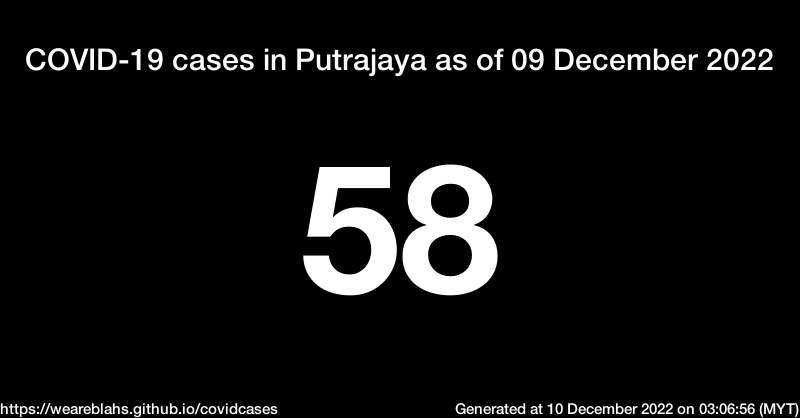 COVID-19 cases in Putrajaya as of 09 December 2022
58
https://weareblahs.github.io/covidcases
Generated at 10 December 2022 on 03:06:56 (MYT)